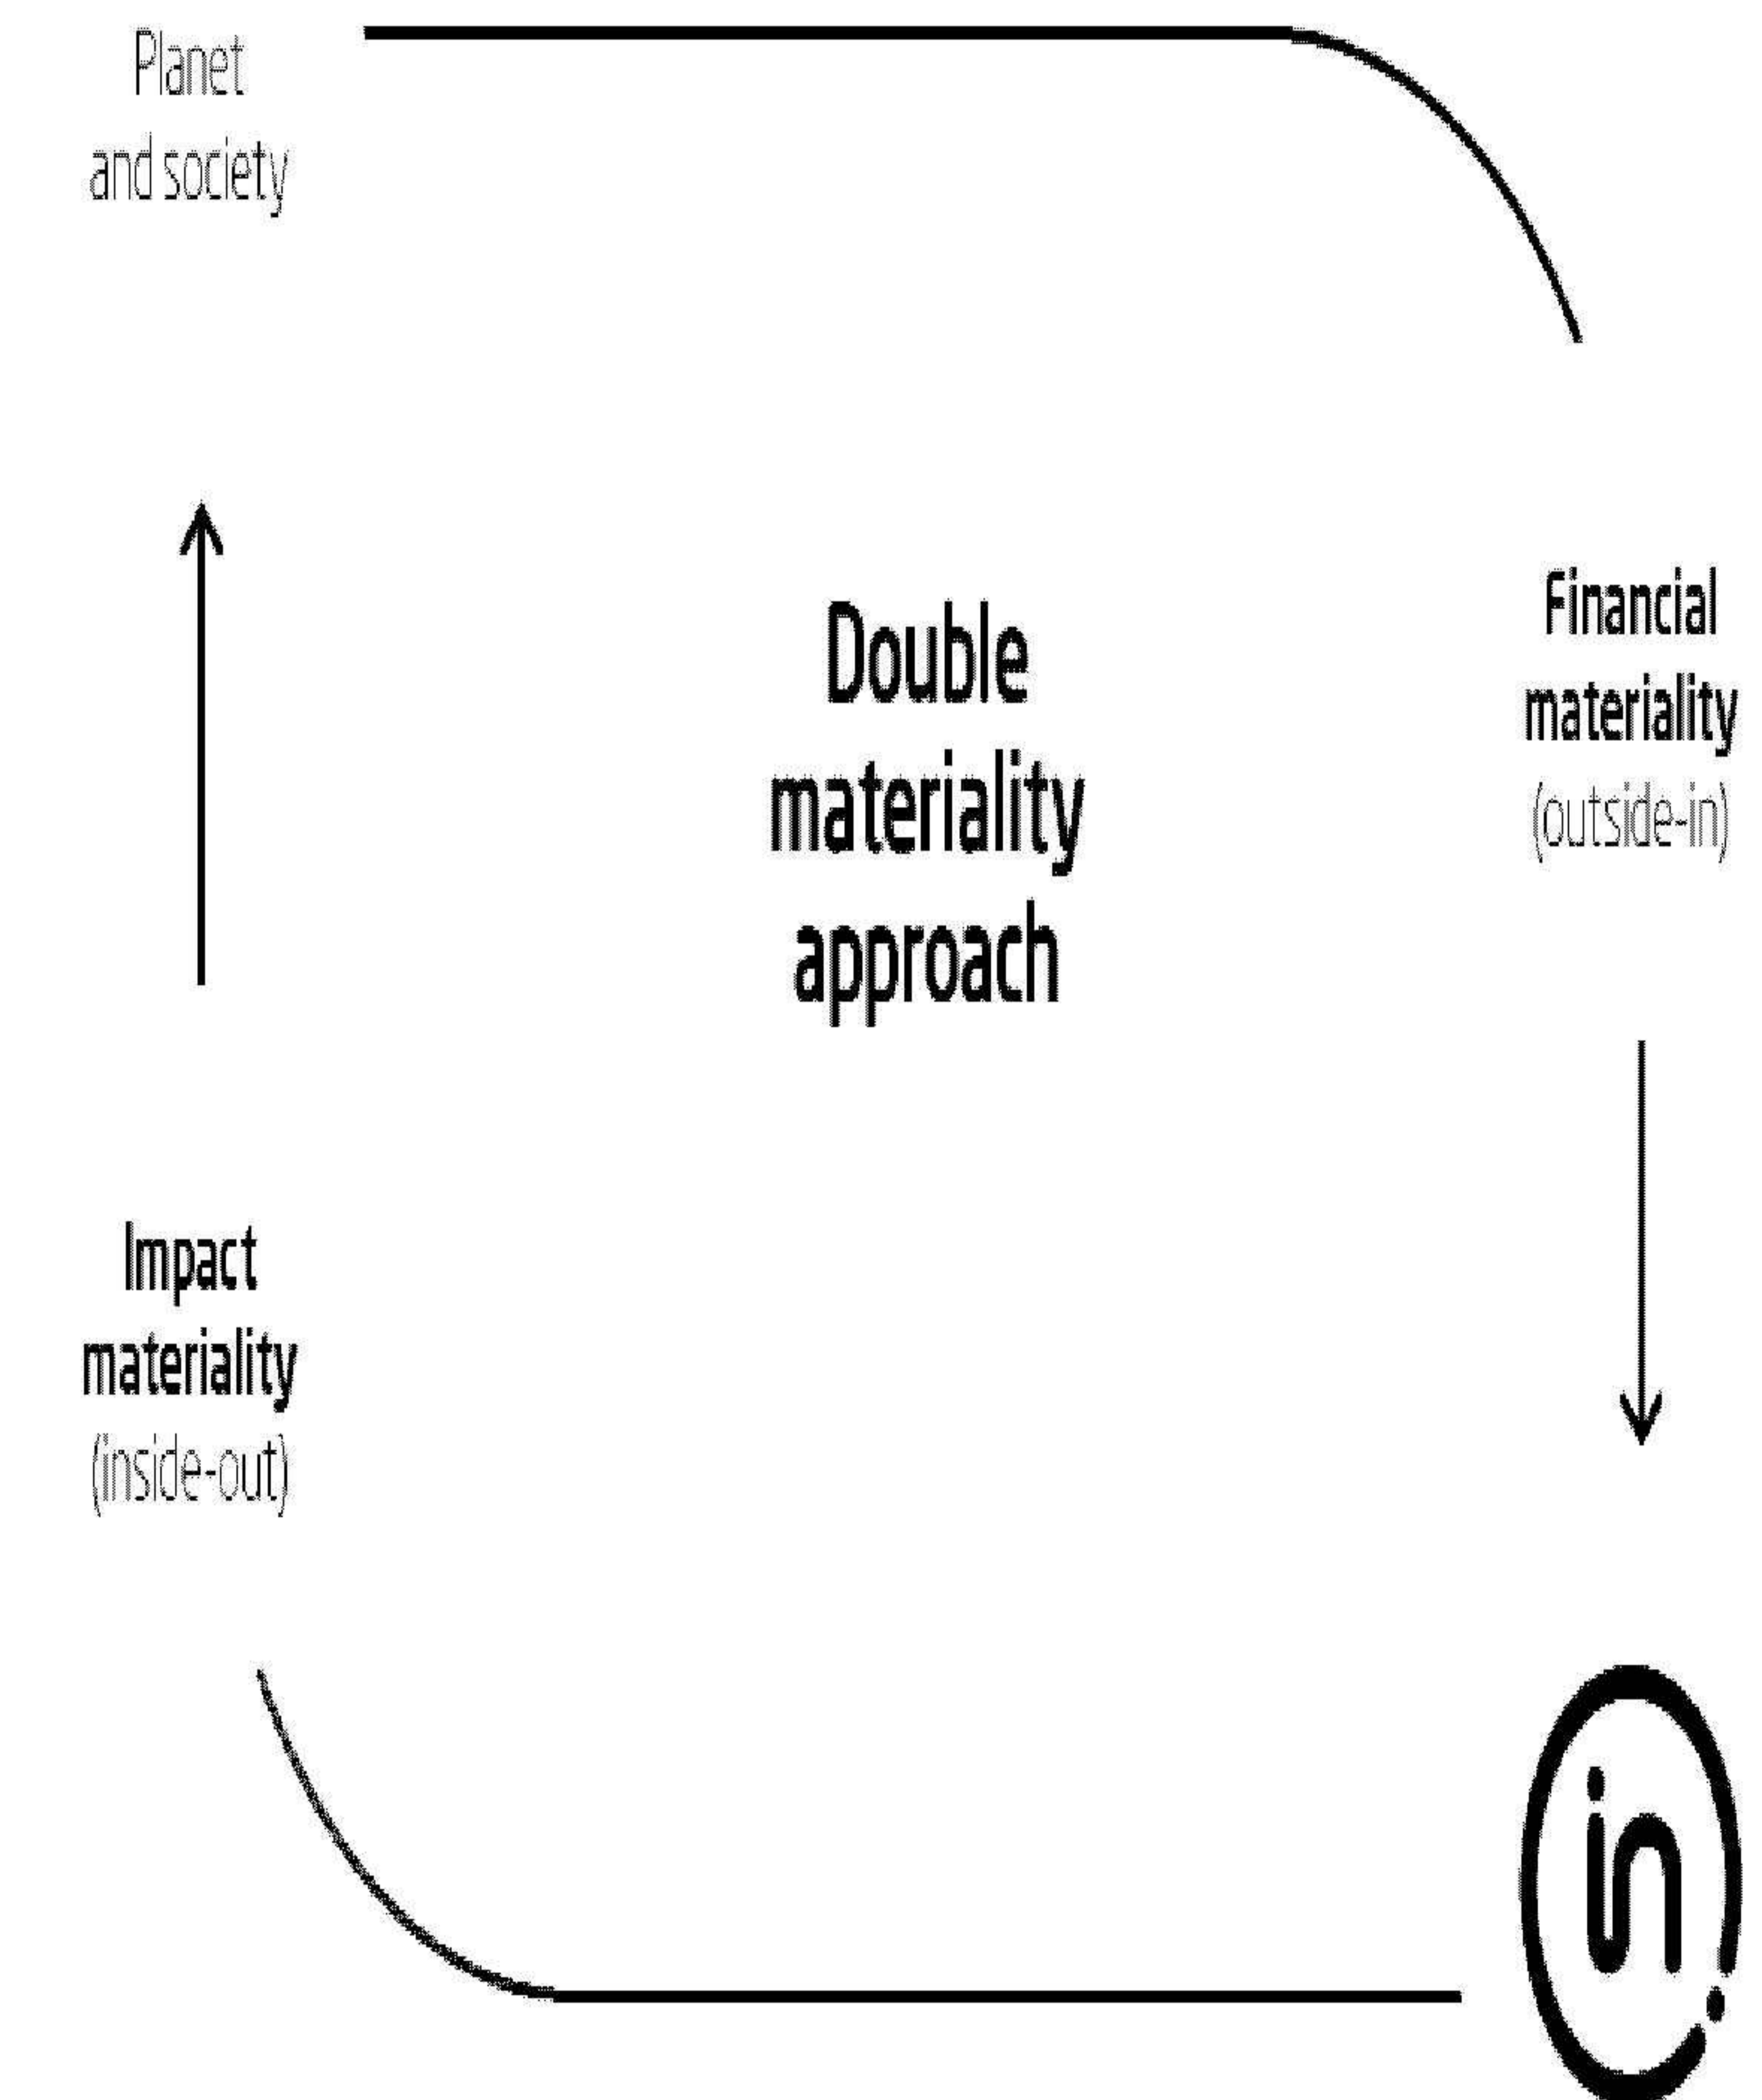 Planet
and society
Double
materiality
approach
Financial
materiality
(outside-in)
Impact
materiality
(inside-out)